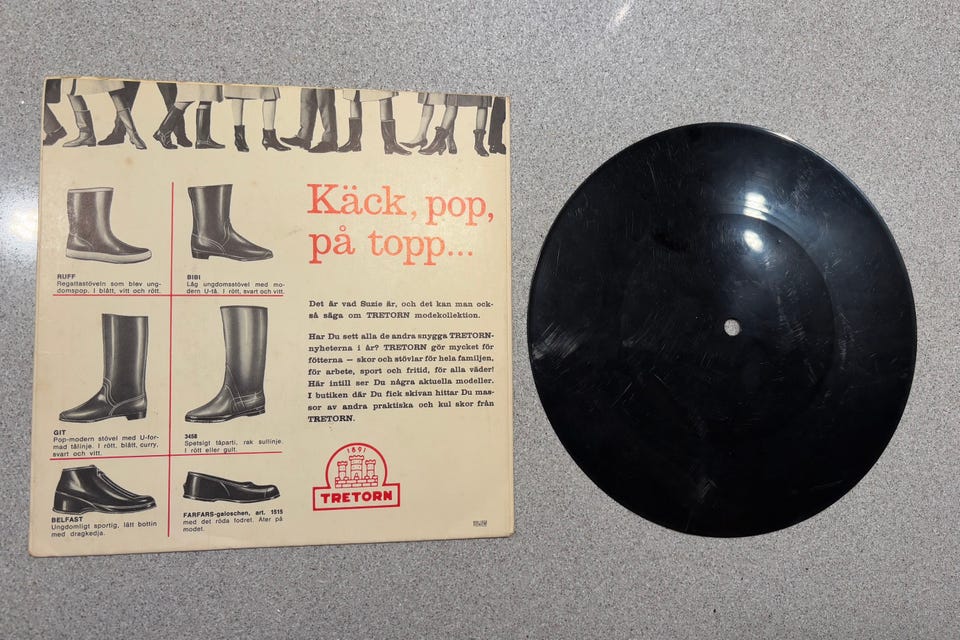 Käck, pop,
på topp...
RUFF
Regattastöveln som blev ung-
domspop. I blått, vitt och rött.
BIBI
Låg ungdomsstövel med mo-
dern U-tå. I rött, svart och vitt.
Det är vad Suzie är, och det kan man ock-
så säga om TRETORN modekollektion.
Har Du sett alla de andra snygga TRETORN-
nyheterna i år? TRETORN gör mycket för
fötterna — skor och stövlar för hela familjen,
för arbete, sport och fritid, för alla väder!
Här intill ser Du några aktuella modeller.
I butiken där Du fick skivan hittar Du mas-
sor av andra praktiska och kul skor från
TRETORN.
GIT
Pop-modern stövel med U-for-
mad tålinje. I rött, blått, curry,
svart och vitt.
3458
Spetsigt tåparti, rak sullinje.
I rött eller gult.
BELFAST
Ungdomligt sportig, lätt bottin
med dragkedja.
FARFARS-galoschen, art. 1515
med det röda fodret. Åter på
modet.
1891
TRETORN